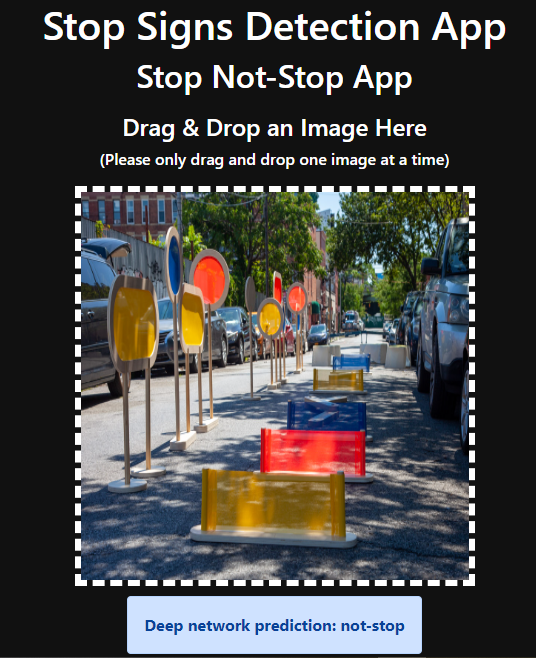 Stop Signs Detection App
Stop Not-Stop App
Drag & Drop an Image Here
(Please only drag and drop one image at a time)
Deep network prediction: not-stop